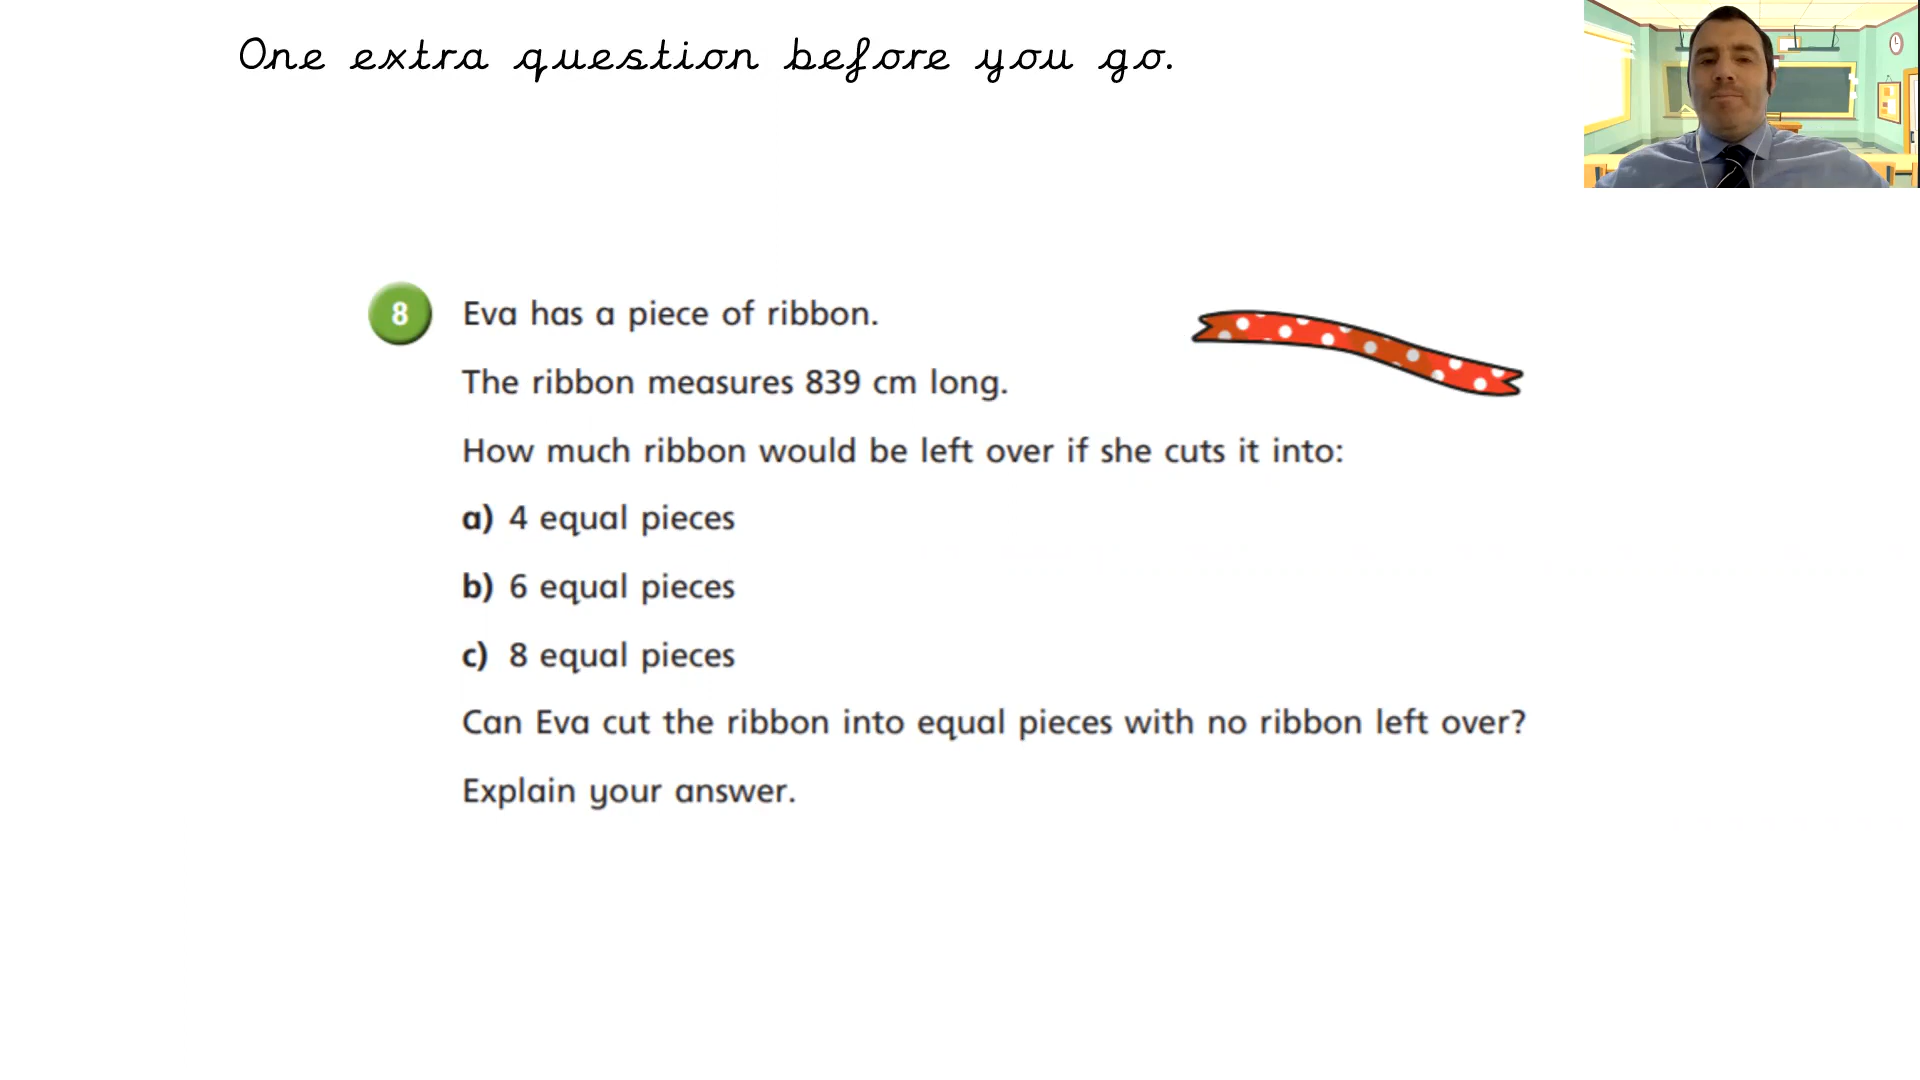 One extra question before you go.
8 Eva has a piece of ribbon.
The ribbon measures 839 cm long.
How much ribbon would be left over if she cuts it into:
a) 4 equal pieces
b) 6 equal pieces
c) 8 equal pieces
Can Eva cut the ribbon into equal pieces with no ribbon left over?
Explain your answer.